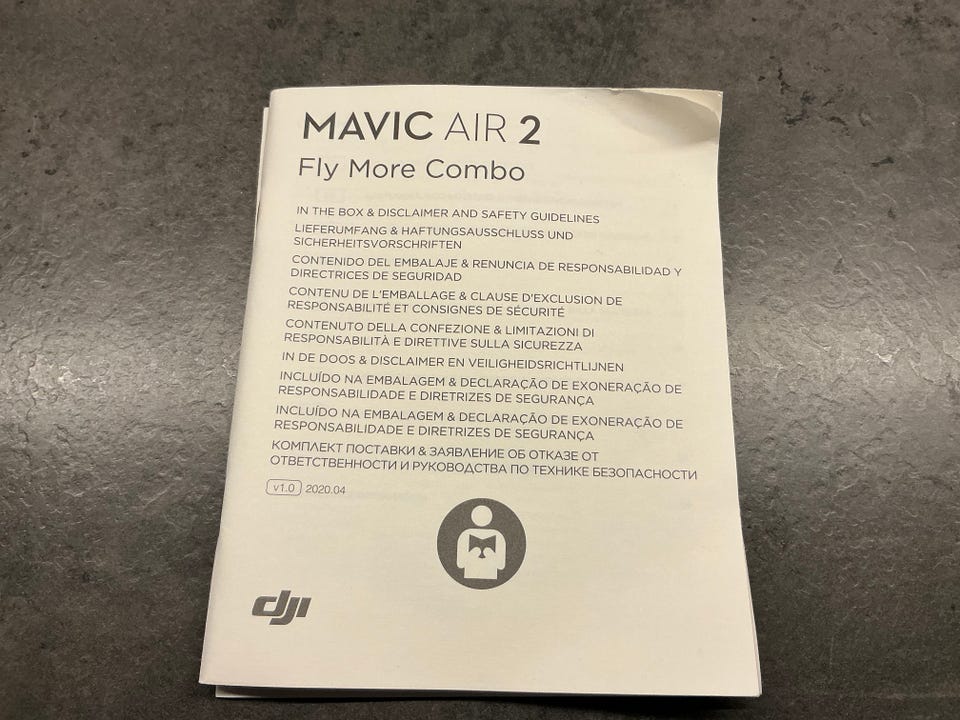 MAVIC AIR 2
Fly More Combo
IN THE BOX & DISCLAIMER AND SAFETY GUIDELINES
LIEFERUMFANG & HAFTUNGSAUSSCHLUSS UND
SICHERHEITSVORSCHRIFTEN
CONTENIDO DEL EMBALAJE & RENUNCIA DE RESPONSABILIDAD Y
DIRECTRICES DE SEGURIDAD
CONTENU DE L'EMBALLAGE & CLAUSE D'EXCLUSION DE
RESPONSABILITÉ ET CONSIGNES DE SÉCURITÉ
CONTENUTO DELLA CONFEZIONE & LIMITAZIONI DI
RESPONSABILITÀ E DIRETTIVE SULLA SICUREZZA
IN DE DOOS & DISCLAIMER EN VEILIGHEIDSRICHTLIJNEN
INCLUÍDO NA EMBALAGEM & DECLARAÇÃO DE EXONERAÇÃO DE
RESPONSABILIDADE E DIRETRIZES DE SEGURANÇA
INCLUÍDO NA EMBALAGEM & DECLARAÇÃO DE EXONERAÇÃO DE
RESPONSABILIDADE E DIRETRIZES DE SEGURANÇA
КОМПЛЕКТ ПОСТАВКИ & ЗАЯВЛЕНИЕ ОБ ОТКАЗЕ ОТ
ОТВЕТСТВЕННОСТИ И РУКОВОДСТВА ПО ТЕХНИКЕ БЕЗОПАСНОСТИ
v1.0 2020.04
dji